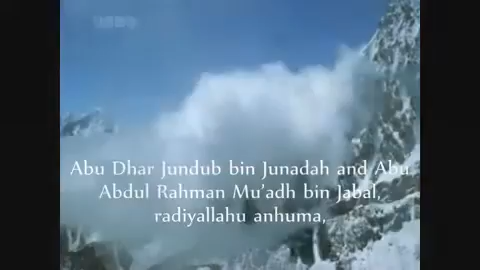 Abu Dhar Jundub bin Junadah and Abu
Abdul Rahman Mu'adh bin Jabal,
radiyallahu anhuma,